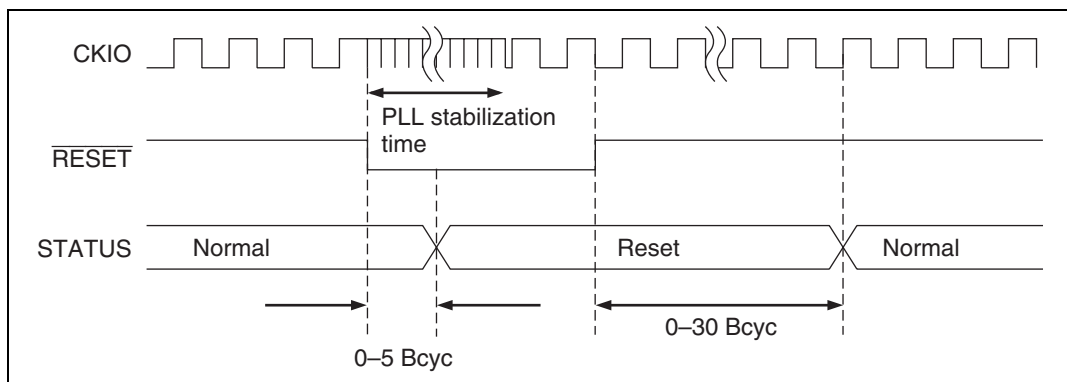 CKIO
PLL stabilization
time
RESET
STATUS
Normal
Reset
Normal
0–5 Bcyc
0–30 Bcyc